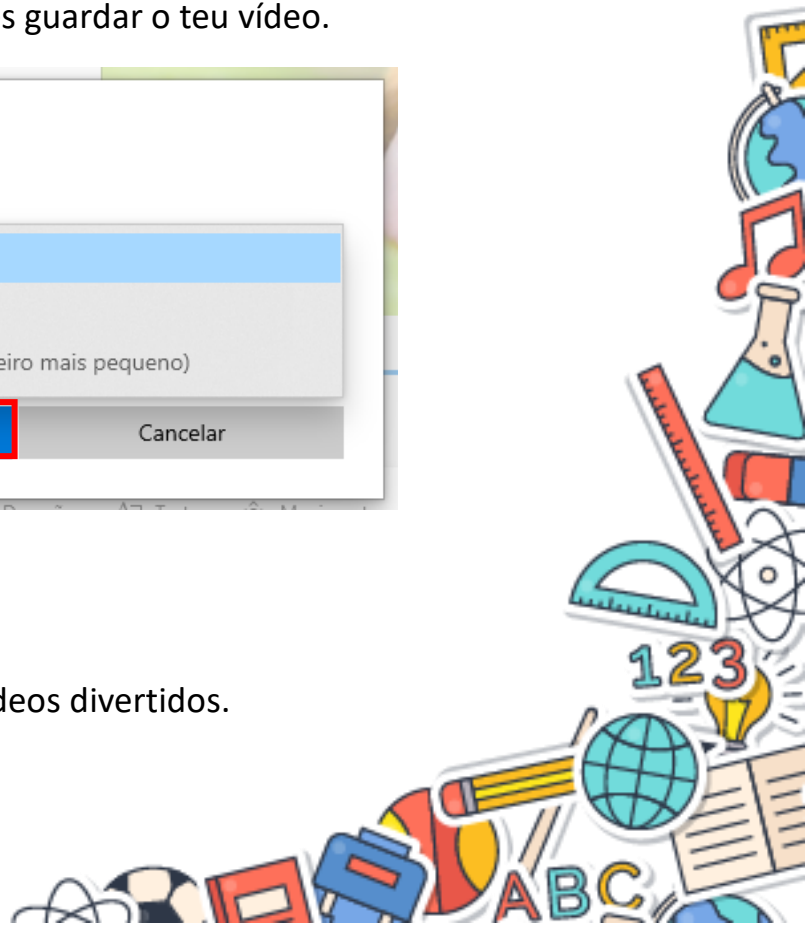 s guardar o teu vídeo.
eiro mais pequeno)
Cancelar
deos divertidos.
123
ABC